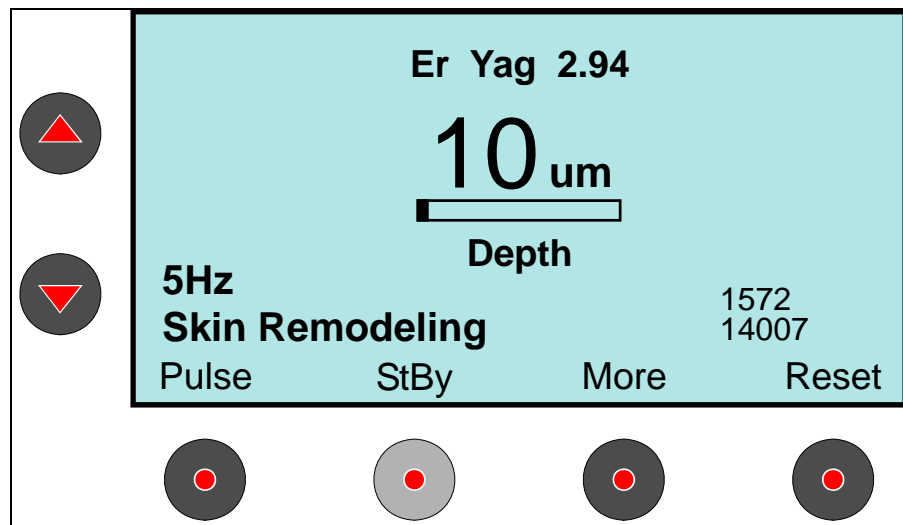 Er Yag 2.94
10 um
Depth
5Hz
1572
Skin Remodeling
14007
Pulse StBy More Reset